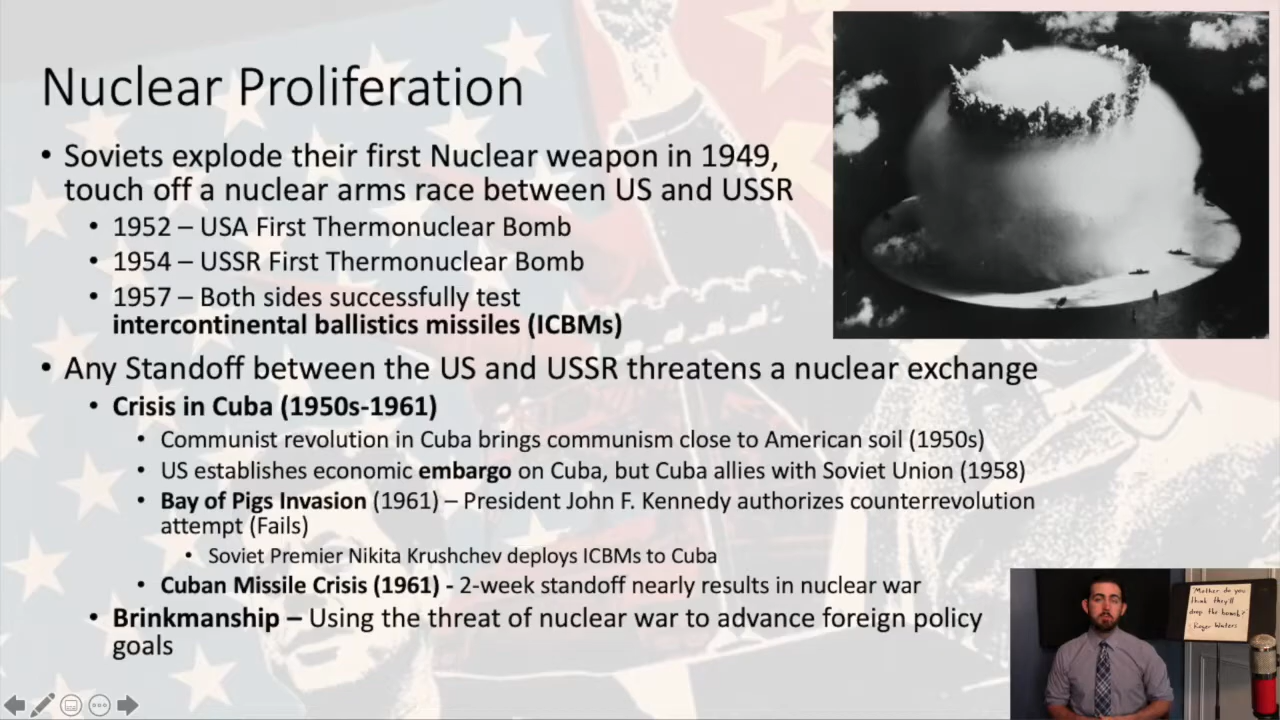 Nuclear Proliferation
• Soviets explode their first Nuclear weapon in 1949,
touch off a nuclear arms race between US and USSR
• 1952 – USA First Thermonuclear Bomb
• 1954 – USSR First Thermonuclear Bomb
• 1957 – Both sides successfully test
intercontinental ballistics missiles (ICBMs)
• Any Standoff between the US and USSR threatens a nuclear exchange
• Crisis in Cuba (1950s-1961)
• Communist revolution in Cuba brings communism close to American soil (1950s)
• US establishes economic embargo on Cuba, but Cuba allies with Soviet Union (1958)
• Bay of Pigs Invasion (1961) – President John F. Kennedy authorizes counterrevolution
attempt (Fails)
• Soviet Premier Nikita Krushchev deploys ICBMs to Cuba
• Cuban Missile Crisis (1961) - 2-week standoff nearly results in nuclear war
• Brinkmanship – Using the threat of nuclear war to advance foreign policy
goals
"Mother do you
think they'll
drop the bomb?"
- Roger Waters